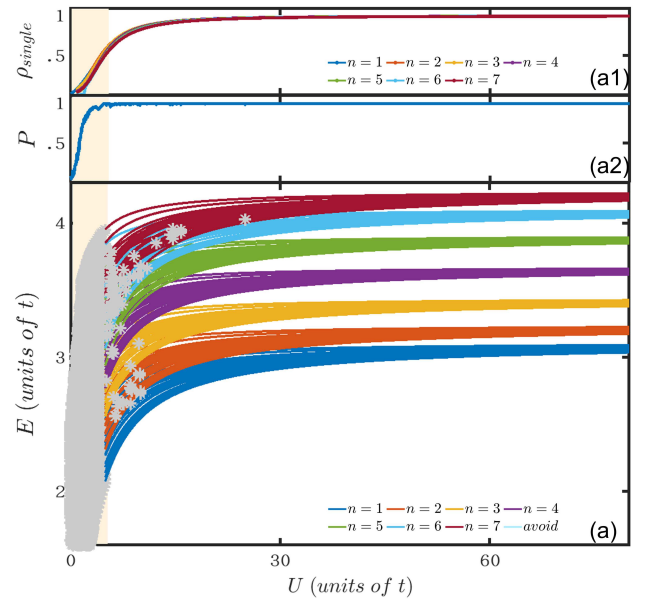 1
.5
ρsingle
n = 1 n = 2 n = 3 n = 4
n = 5 n = 6 n = 7
(a1)
1
.5
P
(a2)
4
3
2
E (units of t)
n = 1 n = 2 n = 3 n = 4
n = 5 n = 6 n = 7 avoid
(a)
0 30 60
U (units of t)